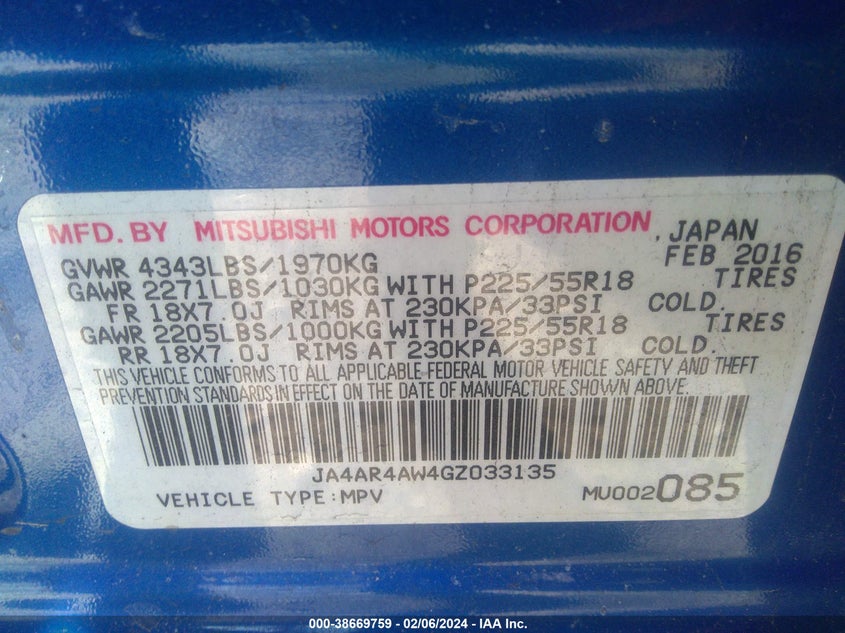 MFD. BY MITSUBISHI MOTORS CORPORATION, JAPAN
GVWR 4343LBS/1970KG FEB 2016
GAWR 2271LBS/1030KG WITH P225/55R18 TIRES
FR 18X7.0J RIMS AT 230KPA/33PSI COLD.
GAWR 2205LBS/1000KG WITH P225/55R18 TIRES
RR 18X7.0J RIMS AT 230KPA/33PSI COLD.
THIS VEHICLE CONFORMS TO ALL APPLICABLE FEDERAL MOTOR VEHICLE SAFETY AND THEFT
PREVENTION STANDARDS IN EFFECT ON THE DATE OF MANUFACTURE SHOWN ABOVE.
JA4AR4AW4GZ033135
VEHICLE TYPE:MPV MU002085
000-38669759 - 02/06/2024 - IAA Inc.